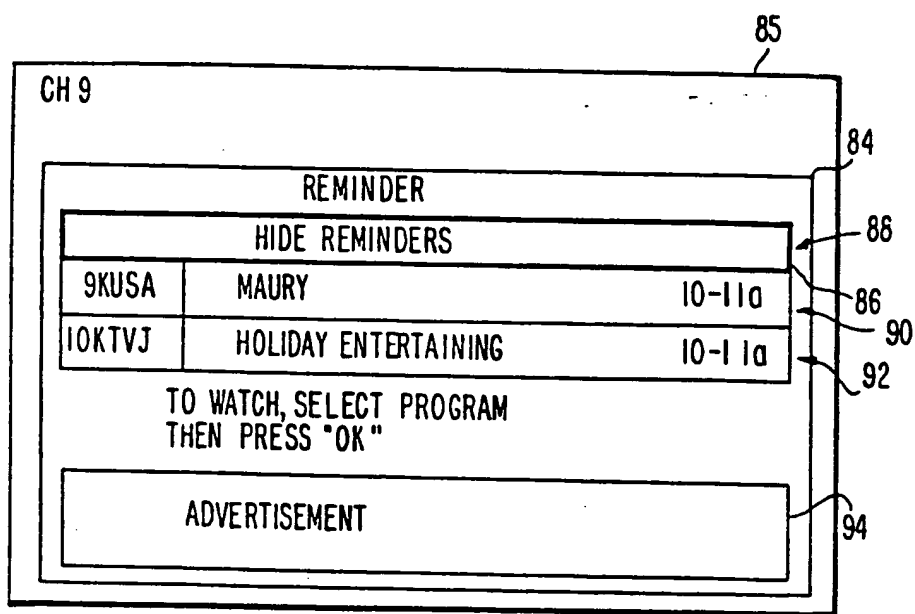 85
CH 9
84
REMINDER
HIDE REMINDERS 88
86
9KUSA MAURY 10-11a
90
10KTVJ HOLIDAY ENTERTAINING 10-11a
92
TO WATCH, SELECT PROGRAM
THEN PRESS "OK"
ADVERTISEMENT
94